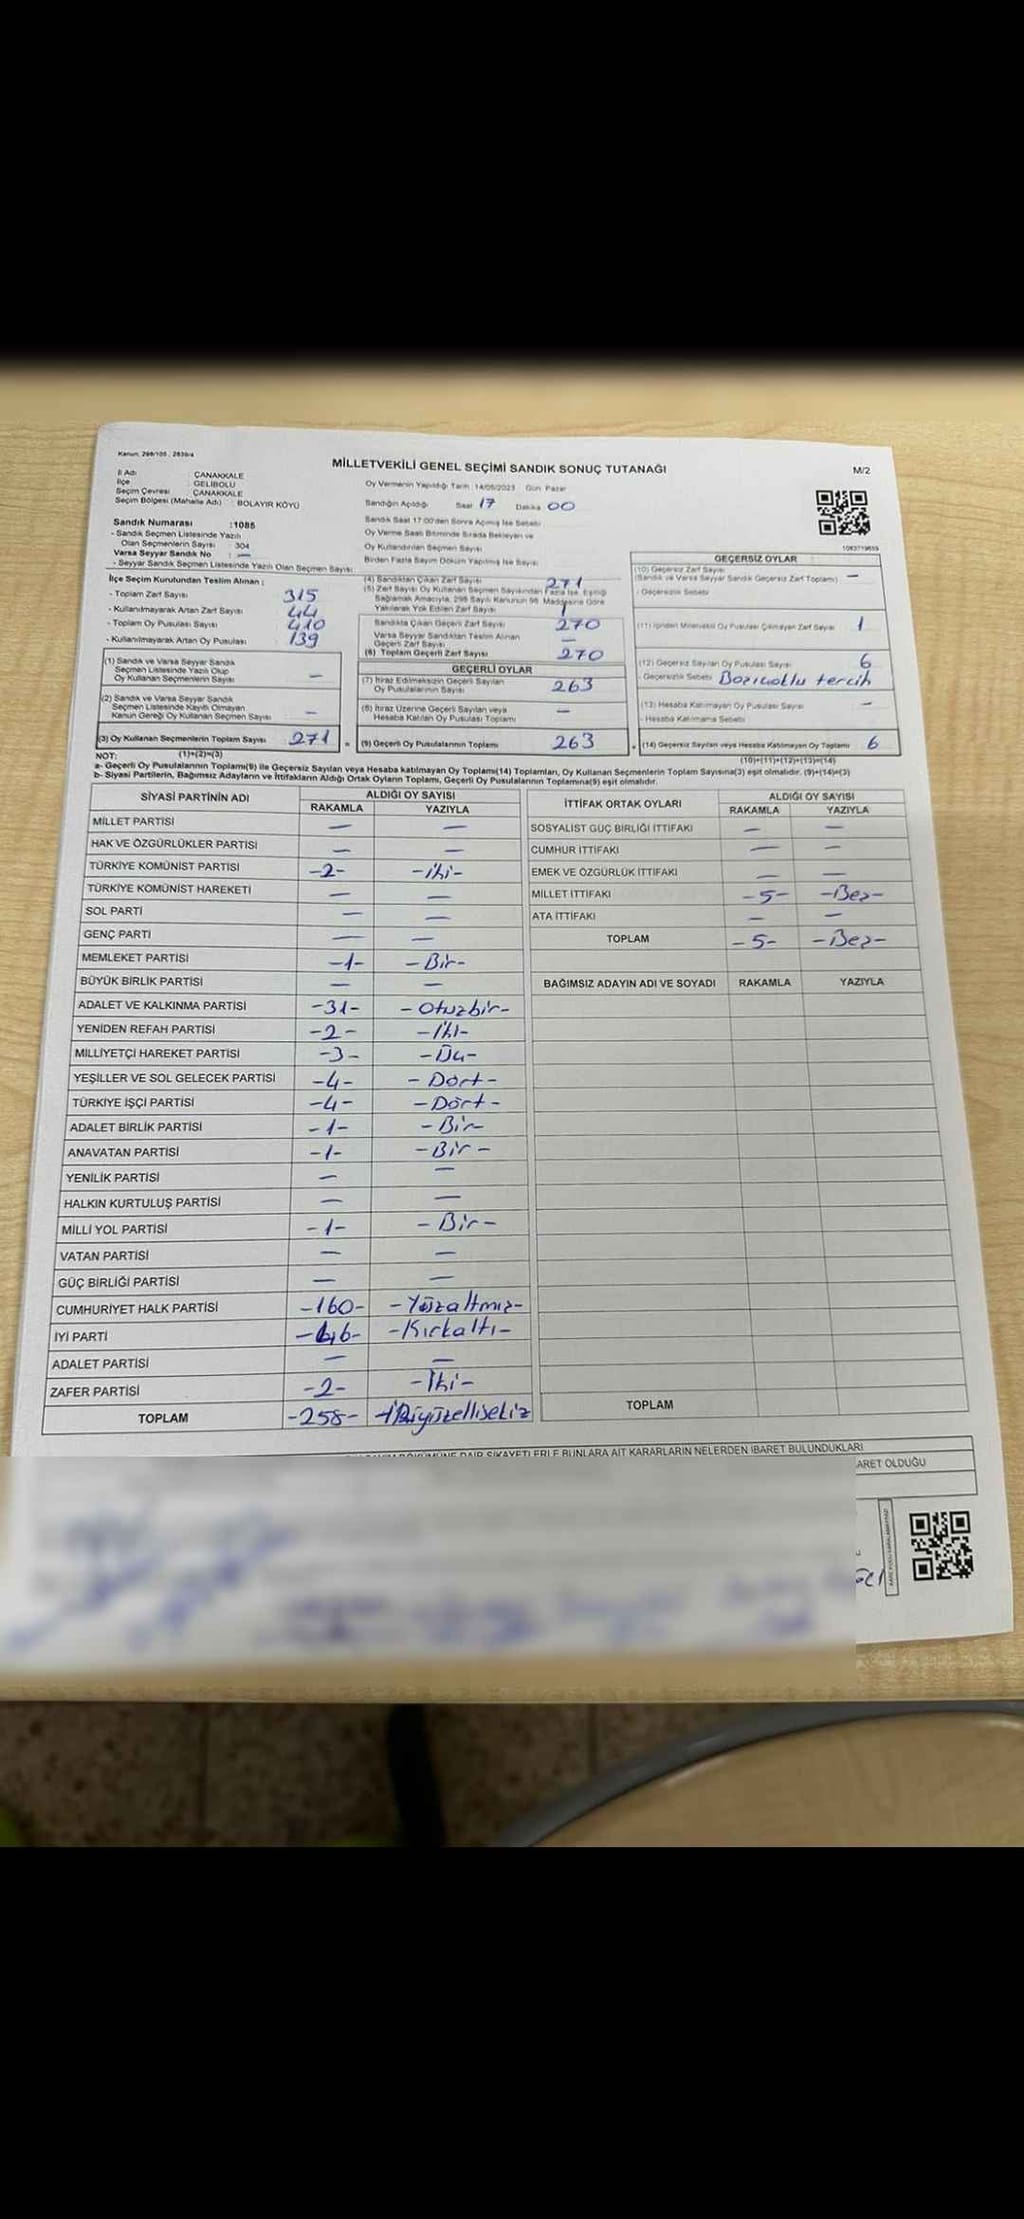 Kanun: 298/105 , 2839/4
MİLLETVEKİLİ GENEL SEÇİMİ SANDIK SONUÇ TUTANAĞI
M/2
İl Adı : ÇANAKKALE
İlçe : GELİBOLU
Seçim Çevresi : ÇANAKKALE
Seçim Bölgesi (Mahalle Adı) : BOLAYIR KÖYÜ
Oy Vermenin Yapıldığı Tarih : 14/05/2023 Gün: Pazar
Sandığın Açıldığı Saat 17 Dakika 00
Sandık Saat 17:00'den Sonra Açılmış İse Sebebi
Oy Verme Saati Bitiminde Sırada Bekleyen ve
Oy Kullandırılan Seçmen Sayısı
Birden Fazla Sayım Döküm Yapılmış İse Sayısı
Sandık Numarası : 1085
- Sandık Seçmen Listesinde Yazılı
Olan Seçmenlerin Sayısı : 304
Varsa Seyyar Sandık No : —
- Seyyar Sandık Seçmen Listesinde Yazılı Olan Seçmen Sayısı
İlçe Seçim Kurulundan Teslim Alınan ;
- Toplam Zarf Sayısı 315
- Kullanılmayarak Artan Zarf Sayısı 44
- Toplam Oy Pusulası Sayısı 410
- Kullanılmayarak Artan Oy Pusulası 139
(1) Sandık ve Varsa Seyyar Sandık
Seçmen Listesinde Yazılı Olup
Oy Kullanan Seçmenlerin Sayısı —
(2) Sandık ve Varsa Seyyar Sandık
Seçmen Listesinde Kayıtlı Olmayan
Kanun Gereği Oy Kullanan Seçmen Sayısı —
(3) Oy Kullanan Seçmenlerin Toplam Sayısı 271
(1)+(2)=(3)
(4) Sandıktan Çıkan Zarf Sayısı 271
(5) Zarf Sayısı Oy Kullanan Seçmen Sayısından Fazla İse, Eşitliği
Sağlamak Amacıyla, 298 Sayılı Kanunun 98. Maddesine Göre
Yakılarak Yok Edilen Zarf Sayısı 1
Sandıkta Çıkan Geçerli Zarf Sayısı 270
Varsa Seyyar Sandıktan Teslim Alınan
Geçerli Zarf Sayısı —
(6) Toplam Geçerli Zarf Sayısı 270
GEÇERLİ OYLAR
(7) İtiraz Edilmeksizin Geçerli Sayılan
Oy Pusulalarının Sayısı 263
(8) İtiraz Üzerine Geçerli Sayılan veya
Hesaba Katılan Oy Pusulası Toplamı —
= (9) Geçerli Oy Pusulalarının Toplamı 263
1083719659
GEÇERSİZ OYLAR
(10) Geçersiz Zarf Sayısı
(Sandık ve Varsa Seyyar Sandık Geçersiz Zarf Toplamı) —
- Geçersizlik Sebebi
(11) İçinden Milletvekili Oy Pusulası Çıkmayan Zarf Sayısı 1
(12) Geçersiz Sayılan Oy Pusulası Sayısı 6
- Geçersizlik Sebebi Bozucoklu tercih
(13) Hesaba Katılmayan Oy Pusulası Sayısı —
- Hesaba Katılmama Sebebi
+ (14) Geçersiz Sayılan veya Hesaba Katılmayan Oy Toplamı 6
(10)+(11)+(12)+(13)=(14)
NOT:
a- Geçerli Oy Pusulalarının Toplamı(9) ile Geçersiz Sayılan veya Hesaba katılmayan Oy Toplamı(14) Toplamları, Oy Kullanan Seçmenlerin Toplam Sayısına(3) eşit olmalıdır. (9)+(14)=(3)
b- Siyasi Partilerin, Bağımsız Adayların ve İttifakların Aldığı Ortak Oyların Toplamı, Geçerli Oy Pusulalarının Toplamına(9) eşit olmalıdır.
SİYASİ PARTİNİN ADI ALDIĞI OY SAYISI
RAKAMLA YAZIYLA
MİLLET PARTİSİ — —
HAK VE ÖZGÜRLÜKLER PARTİSİ — —
TÜRKİYE KOMÜNİST PARTİSİ -2- -iki-
TÜRKİYE KOMÜNİST HAREKETİ — —
SOL PARTİ — —
GENÇ PARTİ — —
MEMLEKET PARTİSİ -1- -Bir-
BÜYÜK BİRLİK PARTİSİ — —
ADALET VE KALKINMA PARTİSİ -31- -Otuzbir-
YENİDEN REFAH PARTİSİ -2- -İki-
MİLLİYETÇİ HAREKET PARTİSİ -3- -Üç-
YEŞİLLER VE SOL GELECEK PARTİSİ -4- -Dört-
TÜRKİYE İŞÇİ PARTİSİ -4- -Dört-
ADALET BİRLİK PARTİSİ -1- -Bir-
ANAVATAN PARTİSİ -1- -Bir-
YENİLİK PARTİSİ — —
HALKIN KURTULUŞ PARTİSİ — —
MİLLİ YOL PARTİSİ -1- -Bir-
VATAN PARTİSİ — —
GÜÇ BİRLİĞİ PARTİSİ — —
CUMHURİYET HALK PARTİSİ -160- -Yüzaltmış-
İYİ PARTİ -46- -Kırkaltı-
ADALET PARTİSİ — —
ZAFER PARTİSİ -2- -İki-
TOPLAM -258- -İkiyüzellisekiz
İTTİFAK ORTAK OYLARI ALDIĞI OY SAYISI
RAKAMLA YAZIYLA
SOSYALİST GÜÇ BİRLİĞİ İTTİFAKI — —
CUMHUR İTTİFAKI — —
EMEK VE ÖZGÜRLÜK İTTİFAKI — —
MİLLET İTTİFAKI -5- -Beş-
ATA İTTİFAKI — —
TOPLAM -5- -Beş-
BAĞIMSIZ ADAYIN ADI VE SOYADI RAKAMLA YAZIYLA
TOPLAM
DÖKÜMÜNE DAİR ŞİKAYETLERLE BUNLARA AİT KARARLARIN NELERDEN İBARET BULUNDUKLARI
ARET OLDUĞU